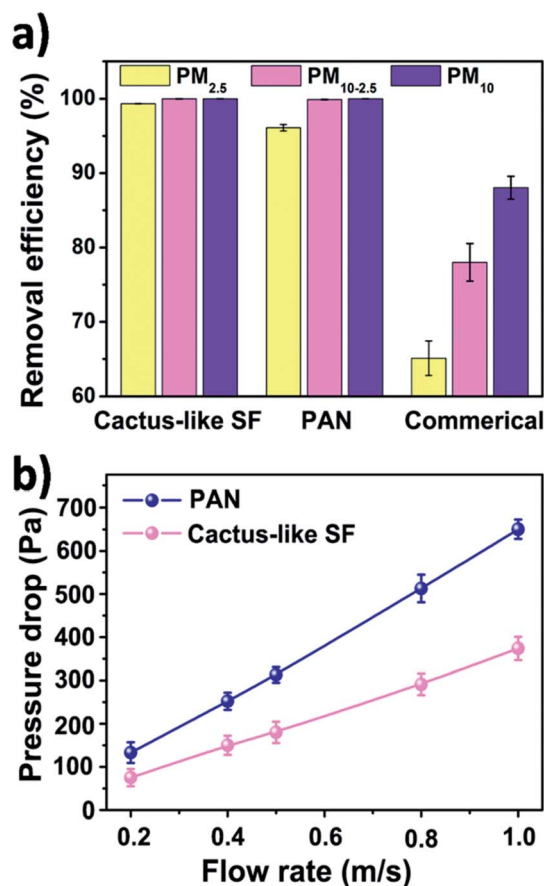 a)
PM2.5 PM10-2.5 PM10
Removal efficiency (%)
100
90
80
70
60
Cactus-like SF PAN Commerical
b)
PAN
Cactus-like SF
Pressure drop (Pa)
700
600
500
400
300
200
100
0
0.2 0.4 0.6 0.8 1.0
Flow rate (m/s)